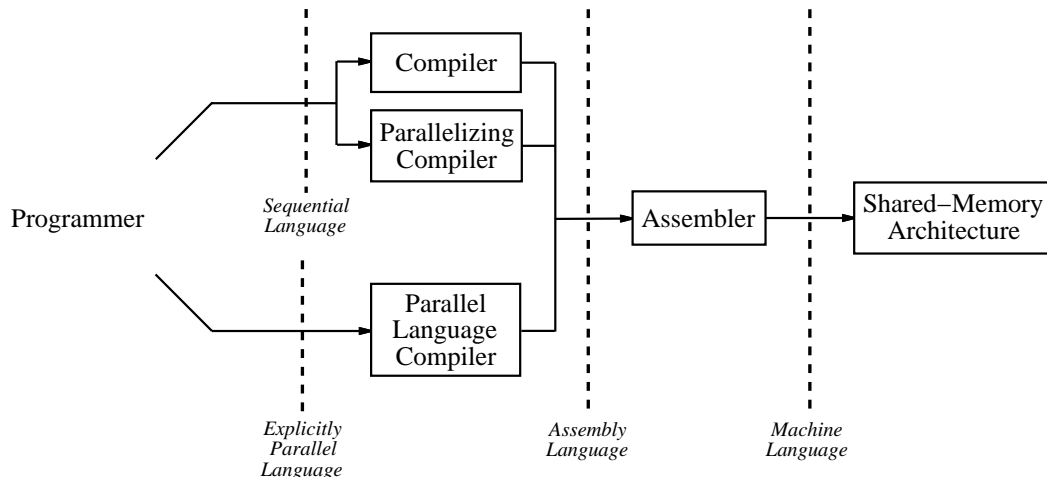 Compiler
Parallelizing
Compiler
Sequential
Language
Programmer
Assembler
Shared−Memory
Architecture
Parallel
Language
Compiler
Explicitly
Parallel
Language
Assembly
Language
Machine
Language